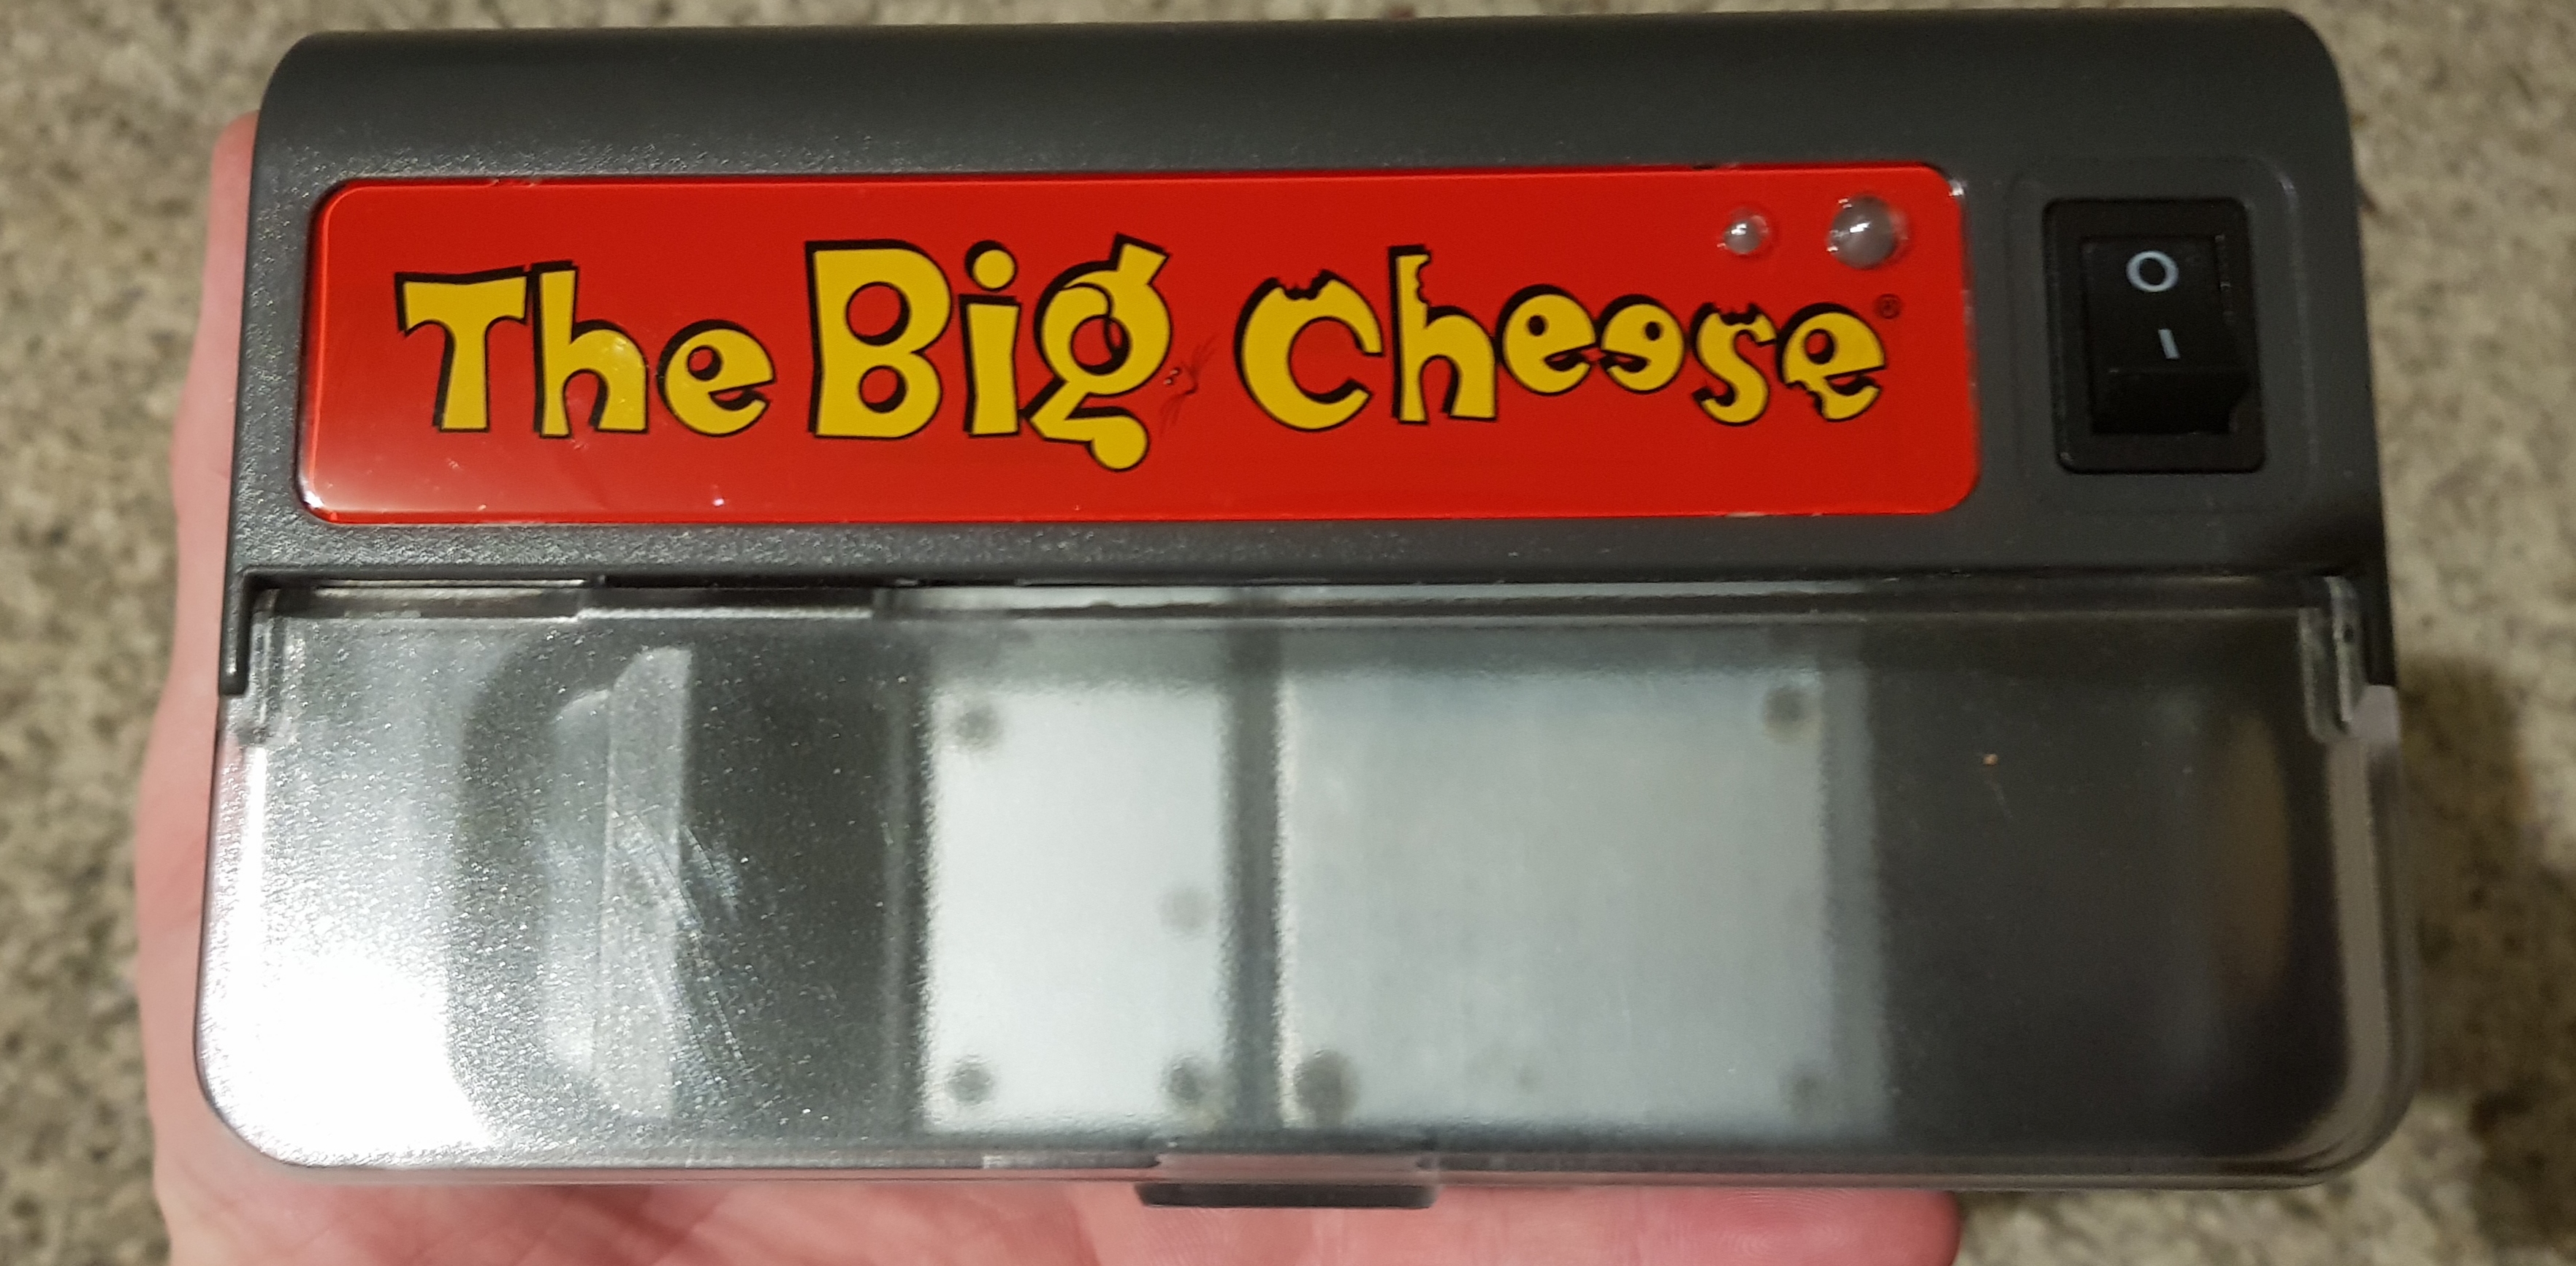 The Big Cheese ®
O
I